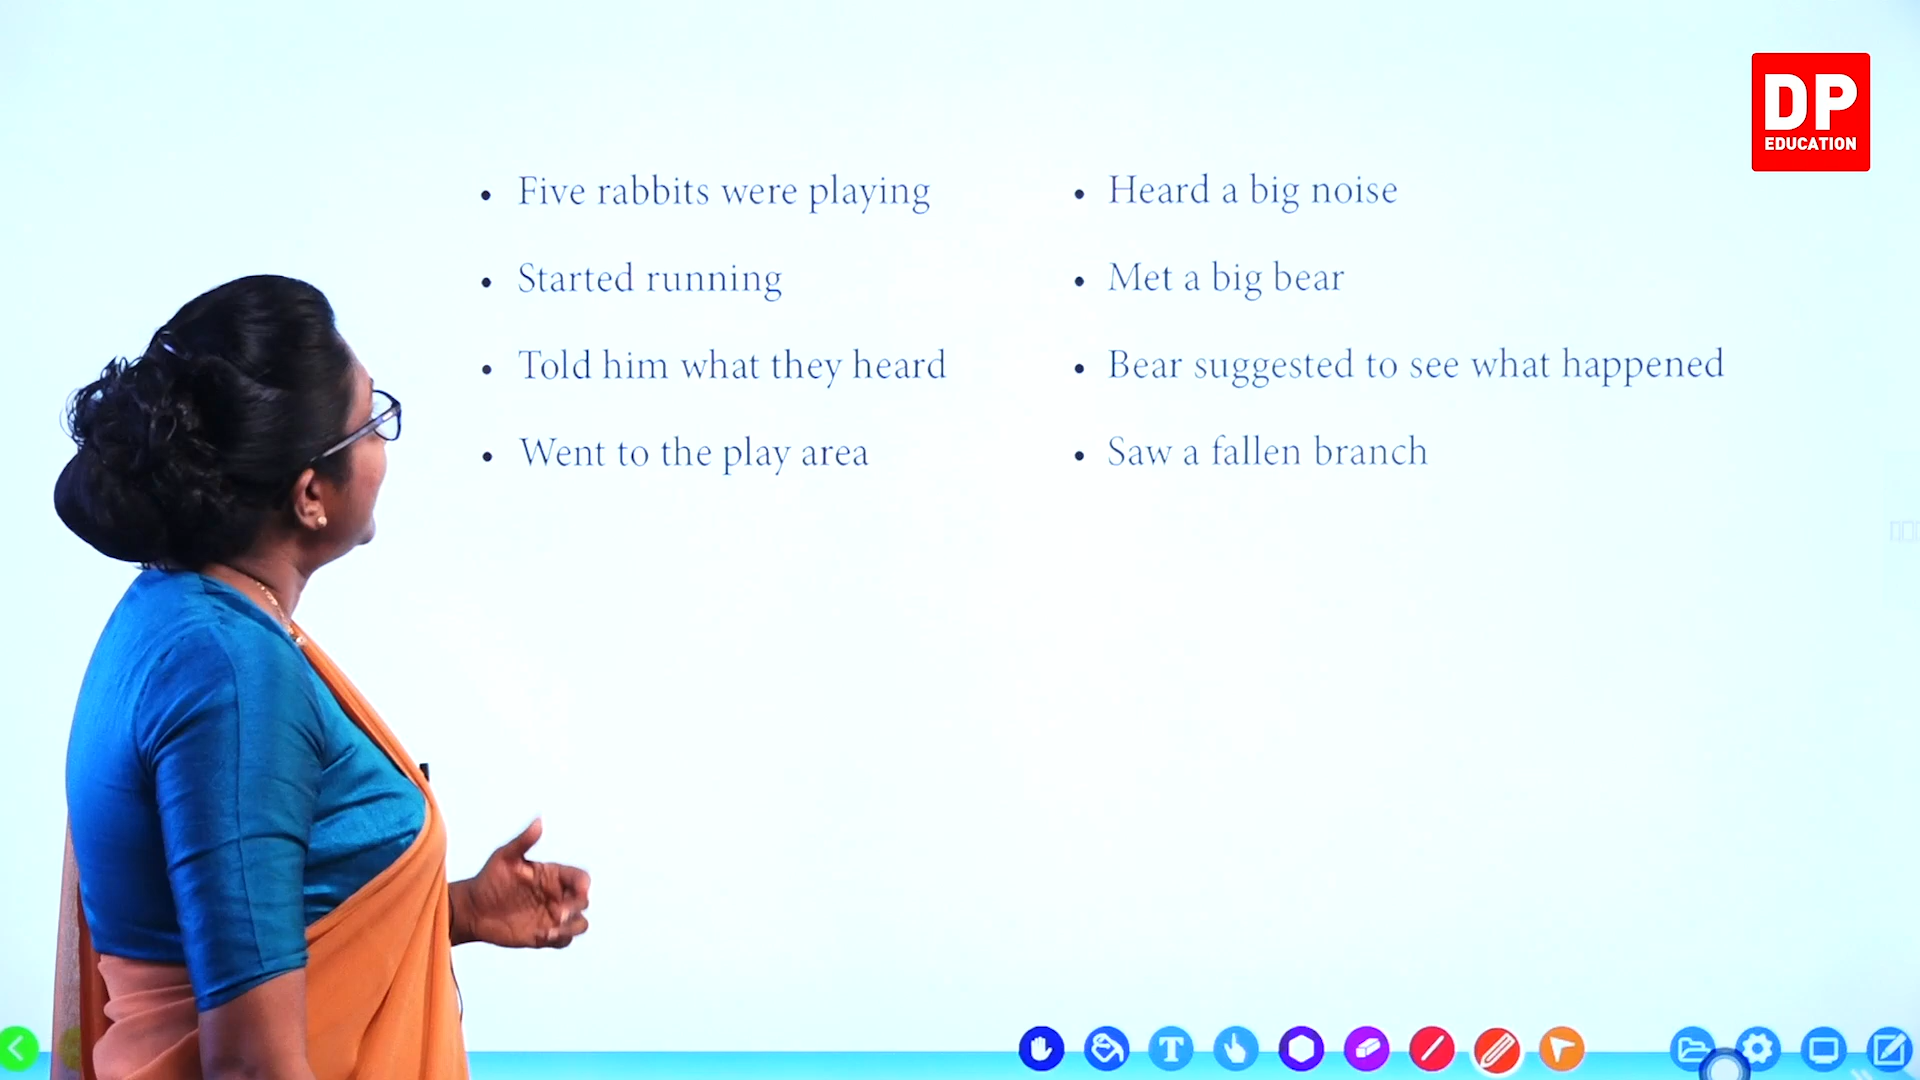 DP
EDUCATION
Five rabbits were playing
Heard a big noise
Started running
Met a big bear
Told him what they heard
Bear suggested to see what happened
Went to the play area
Saw a fallen branch
T